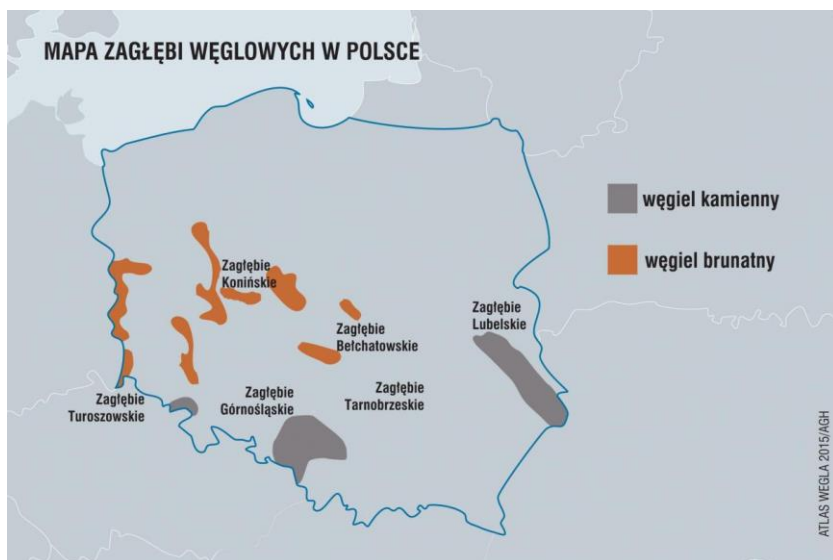 MAPA ZAGŁĘBI WĘGLOWYCH W POLSCE
węgiel kamienny
węgiel brunatny
Zagłębie
Konińskie
Zagłębie
Lubelskie
Zagłębie
Bełchatowskie
Zagłębie
Turoszowskie
Zagłębie
Górnośląskie
Zagłębie
Tarnobrzeskie
ATLAS WEGLA 2015/AGH